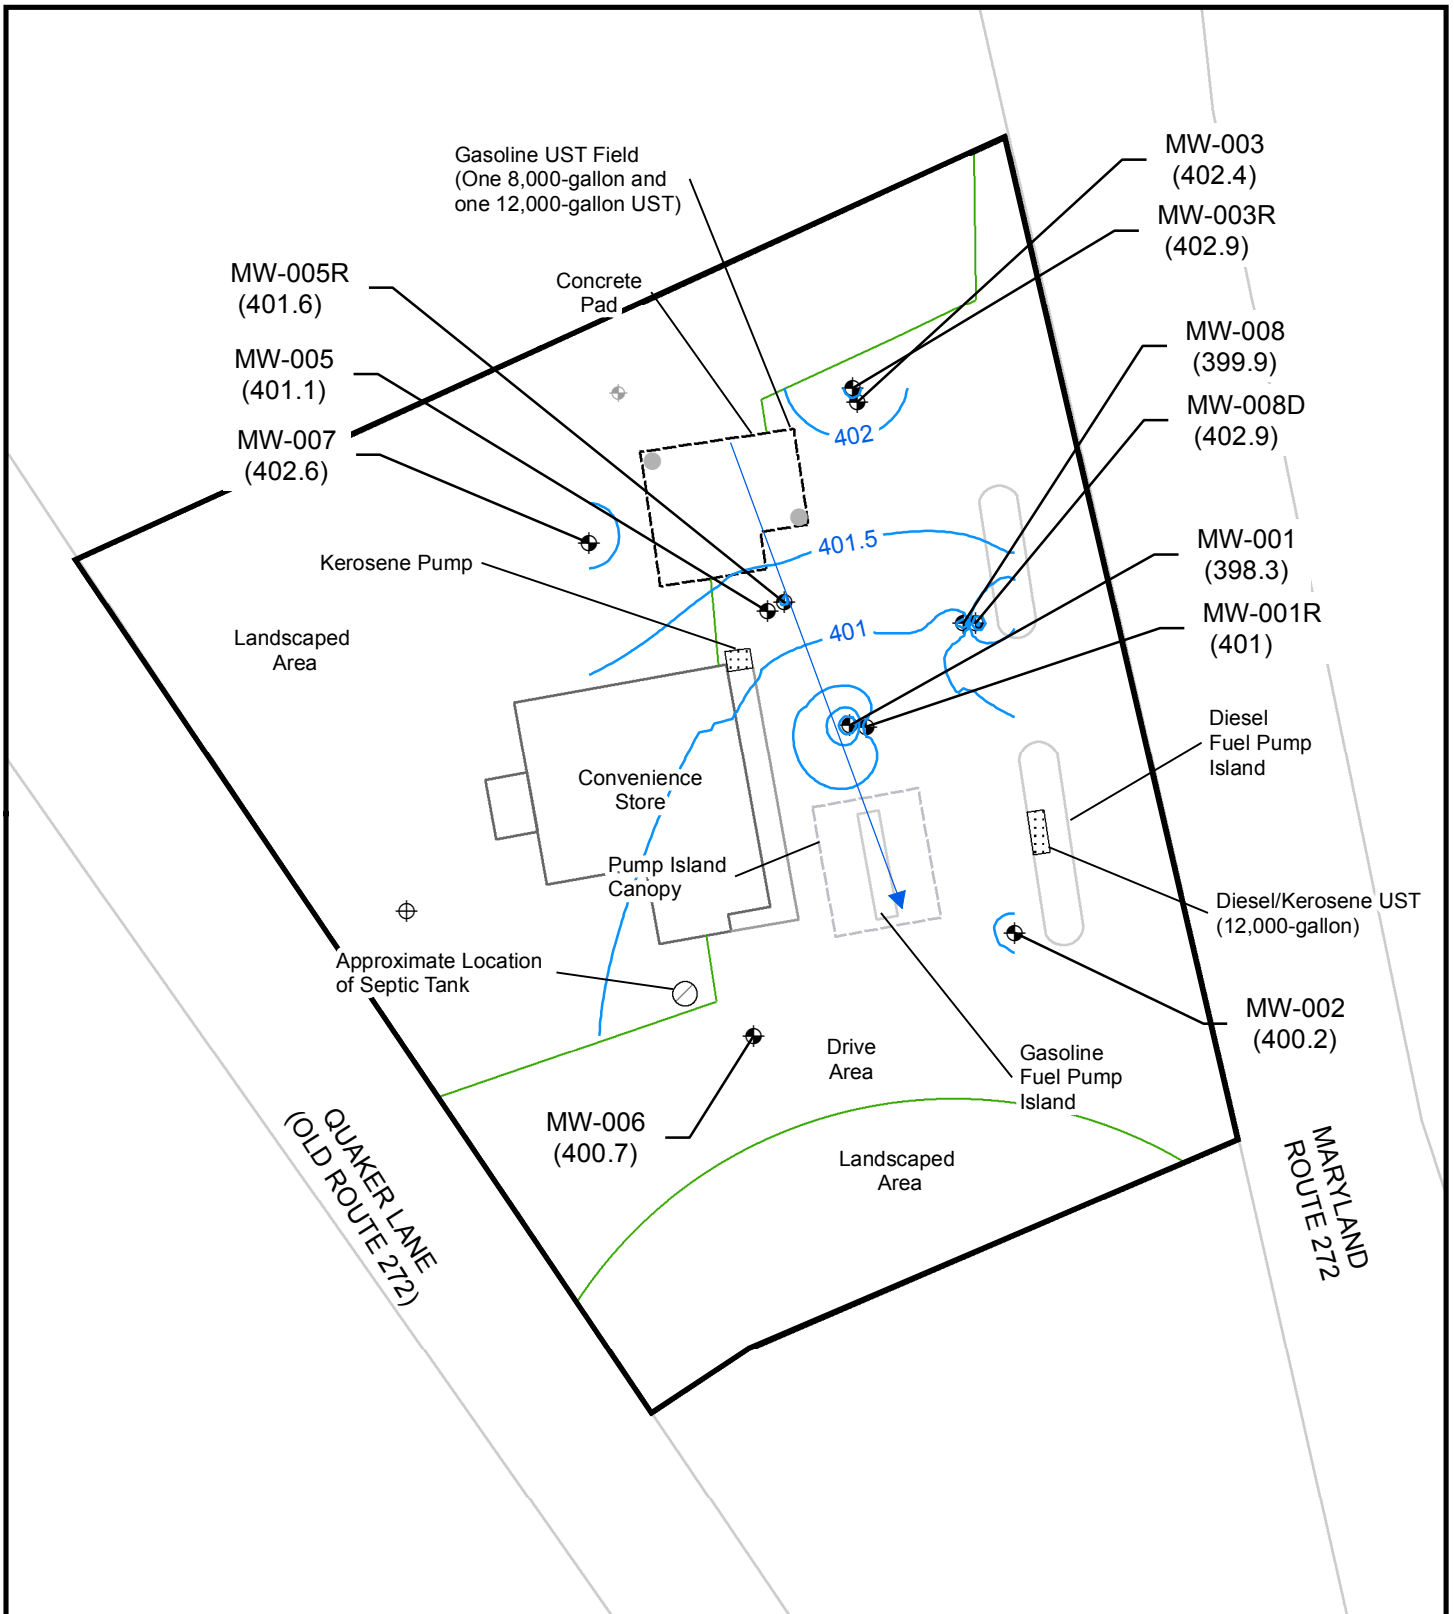 Gasoline UST Field
(One 8,000-gallon and
one 12,000-gallon UST)
MW-003
(402.4)
MW-003R
(402.9)
MW-005R
(401.6)
Concrete
Pad
MW-005
(401.1)
MW-008
(399.9)
MW-008D
(402.9)
MW-007
(402.6)
402
401.5
Kerosene Pump
MW-001
(398.3)
MW-001R
(401)
Landscaped
Area
401
Diesel
Fuel Pump
Island
Convenience
Store
Pump Island
Canopy
Diesel/Kerosene UST
(12,000-gallon)
Approximate Location
of Septic Tank
MW-002
(400.2)
Drive
Area
Gasoline
Fuel Pump
Island
MW-006
(400.7)
Landscaped
Area
QUAKER LANE
(OLD ROUTE 272)
MARYLAND
ROUTE 272